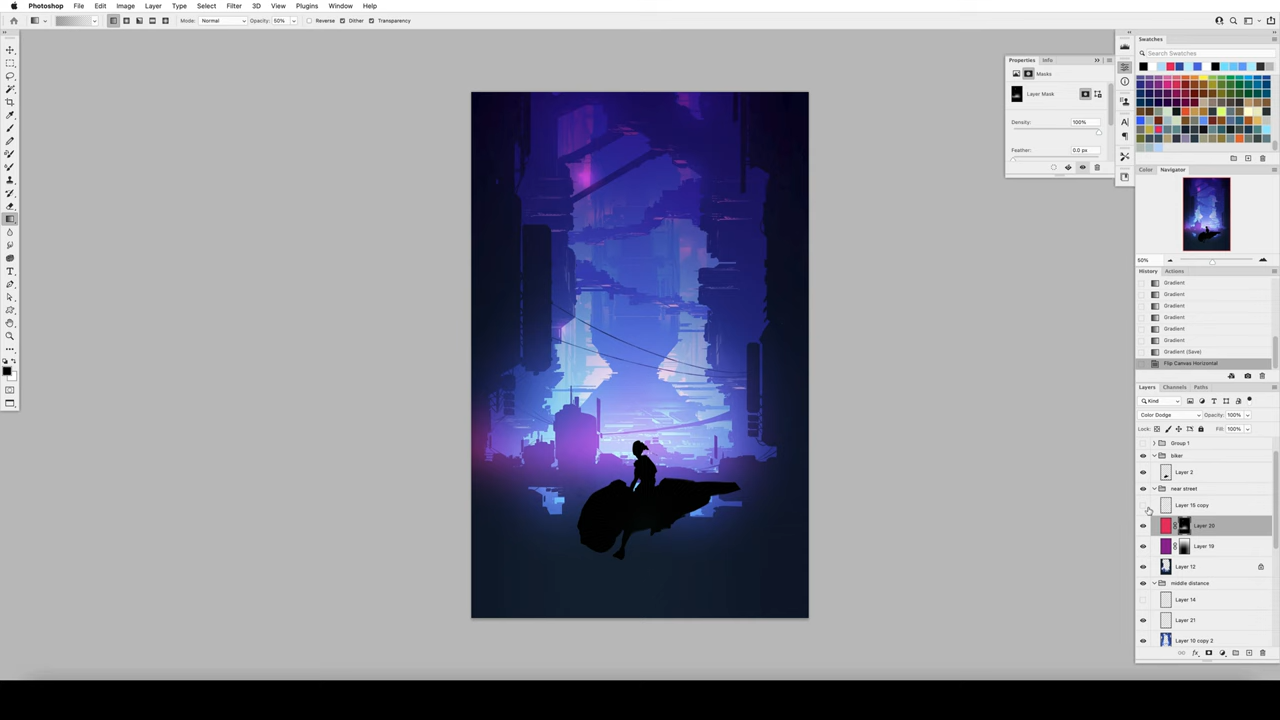 Photoshop File Edit Image Layer Type Select Filter 3D View Plugins Window Help
Mode: Normal Opacity: 50% Reverse Dither Transparency
Swatches
Search Swatches
Properties Info
Masks
Layer Mask
Density: 100%
Feather: 0.0 px
Color Navigator
50%
History Actions
Gradient
Gradient
Gradient
Gradient
Gradient
Gradient
Gradient (Save)
Flip Canvas Horizontal
Layers Channels Paths
Kind
Color Dodge Opacity: 100%
Lock: Fill: 100%
Group 1
biker
Layer 2
near street
Layer 15 copy
Layer 20
Layer 19
Layer 12
middle distance
Layer 14
Layer 21
Layer 10 copy 2